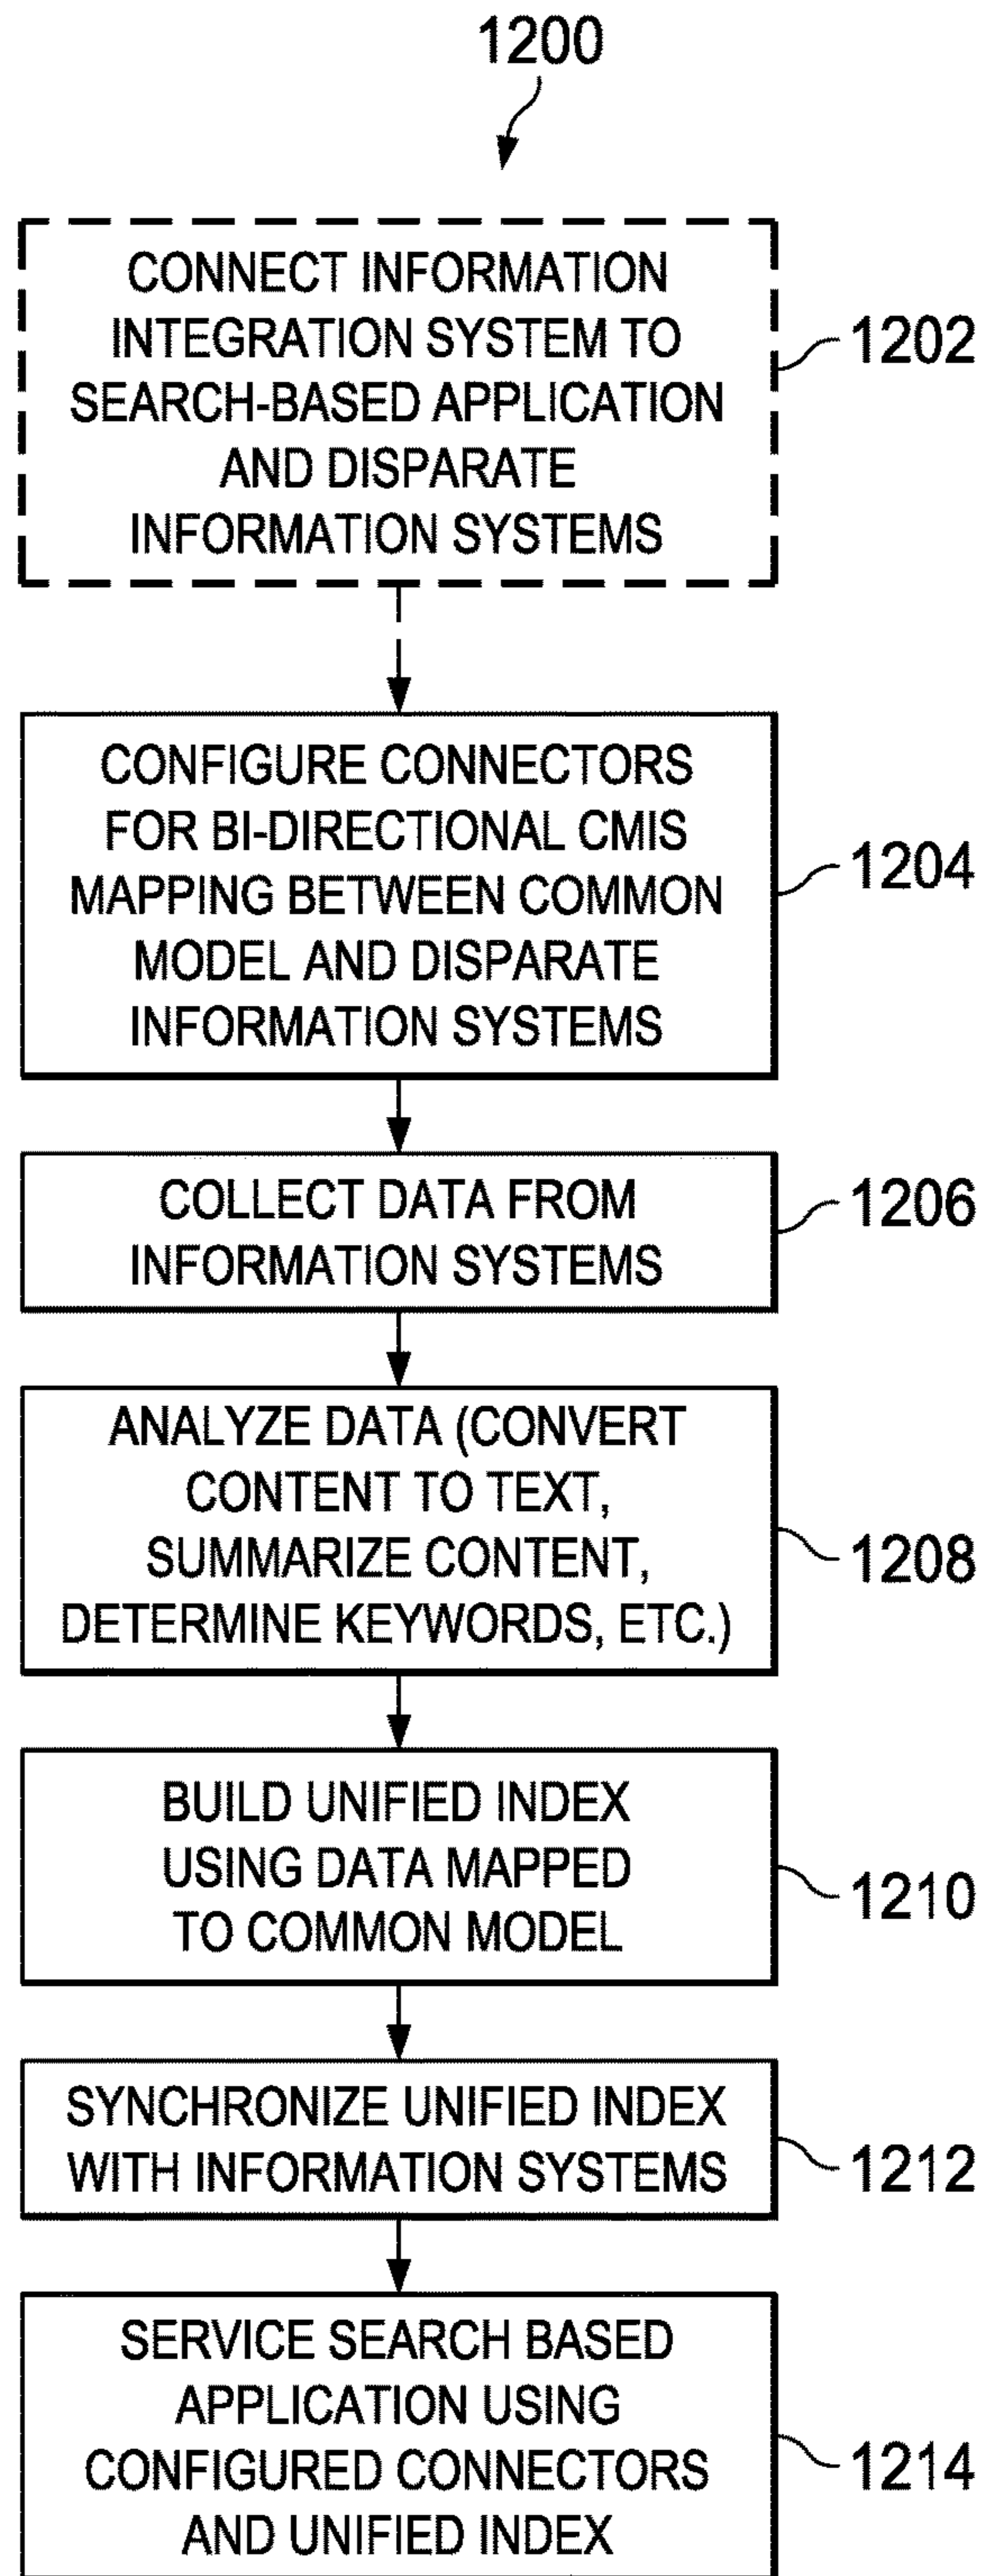 1200
CONNECT INFORMATION
INTEGRATION SYSTEM TO
SEARCH-BASED APPLICATION
AND DISPARATE
INFORMATION SYSTEMS
1202
CONFIGURE CONNECTORS
FOR BI-DIRECTIONAL CMIS
MAPPING BETWEEN COMMON
MODEL AND DISPARATE
INFORMATION SYSTEMS
1204
COLLECT DATA FROM
INFORMATION SYSTEMS
1206
ANALYZE DATA (CONVERT
CONTENT TO TEXT,
SUMMARIZE CONTENT,
DETERMINE KEYWORDS, ETC.)
1208
BUILD UNIFIED INDEX
USING DATA MAPPED
TO COMMON MODEL
1210
SYNCHRONIZE UNIFIED INDEX
WITH INFORMATION SYSTEMS
1212
SERVICE SEARCH BASED
APPLICATION USING
CONFIGURED CONNECTORS
AND UNIFIED INDEX
1214